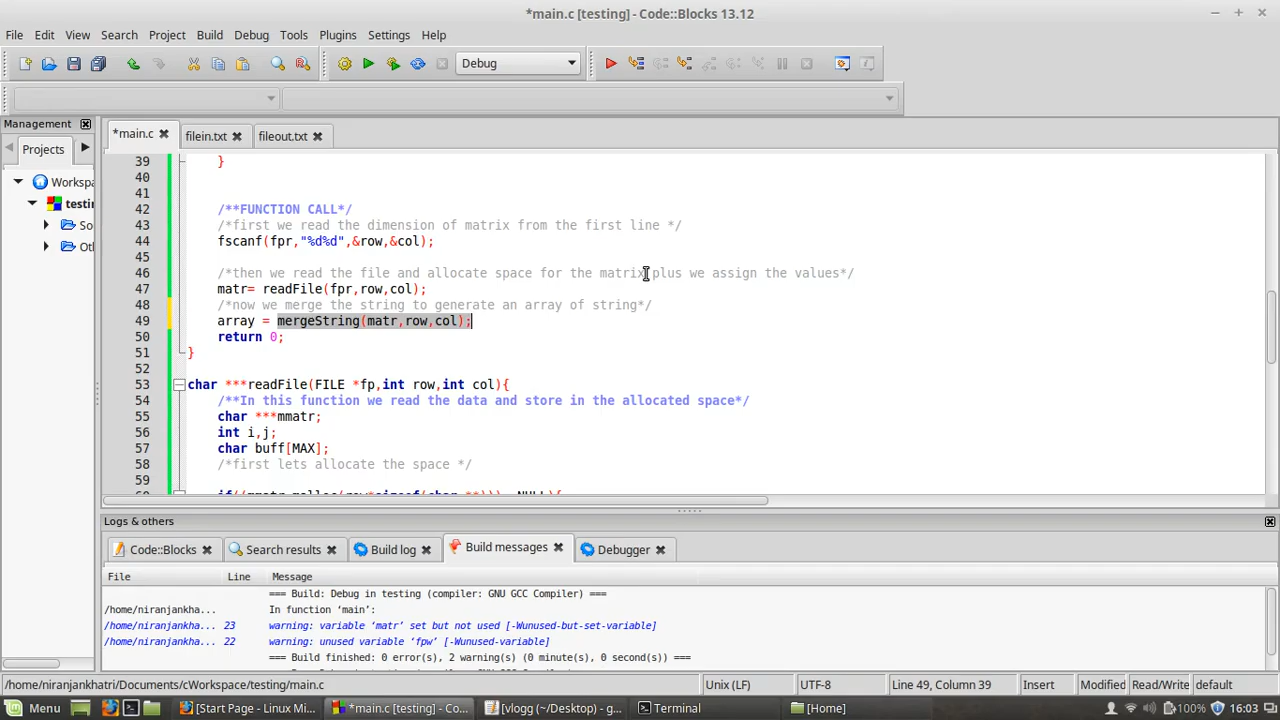 *main.c [testing] - Code::Blocks 13.12
File Edit View Search Project Build Debug Tools Plugins Settings Help
Debug
Management
*main.c filein.txt fileout.txt
Projects
Workspa
testin
So
Ot
39 }
40
41
42 /**FUNCTION CALL*/
43 /*first we read the dimension of matrix from the first line */
44 fscanf(fpr,"%d%d",&row,&col);
45
46 /*then we read the file and allocate space for the matrix plus we assign the values*/
47 matr= readFile(fpr,row,col);
48 /*now we merge the string to generate an array of string*/
49 array = mergeString(matr,row,col);
50 return 0;
51 }
52
53 char ***readFile(FILE *fp,int row,int col){
54 /**In this function we read the data and store in the allocated space*/
55 char ***mmatr;
56 int i,j;
57 char buff[MAX];
58 /*first lets allocate the space */
59
Logs & others
Code::Blocks Search results Build log Build messages Debugger
File Line Message
=== Build: Debug in testing (compiler: GNU GCC Compiler) ===
/home/niranjankha... In function ‘main’:
/home/niranjankha... 23 warning: variable ‘matr’ set but not used [-Wunused-but-set-variable]
/home/niranjankha... 22 warning: unused variable ‘fpw’ [-Wunused-variable]
=== Build finished: 0 error(s), 2 warning(s) (0 minute(s), 0 second(s)) ===
/home/niranjankhatri/Documents/cWorkspace/testing/main.c Unix (LF) UTF-8 Line 49, Column 39 Insert Modified Read/Write default
Menu [Start Page - Linux Mi... *main.c [testing] - Co... [vlogg (~/Desktop) - g... Terminal [Home] 100% 16:03